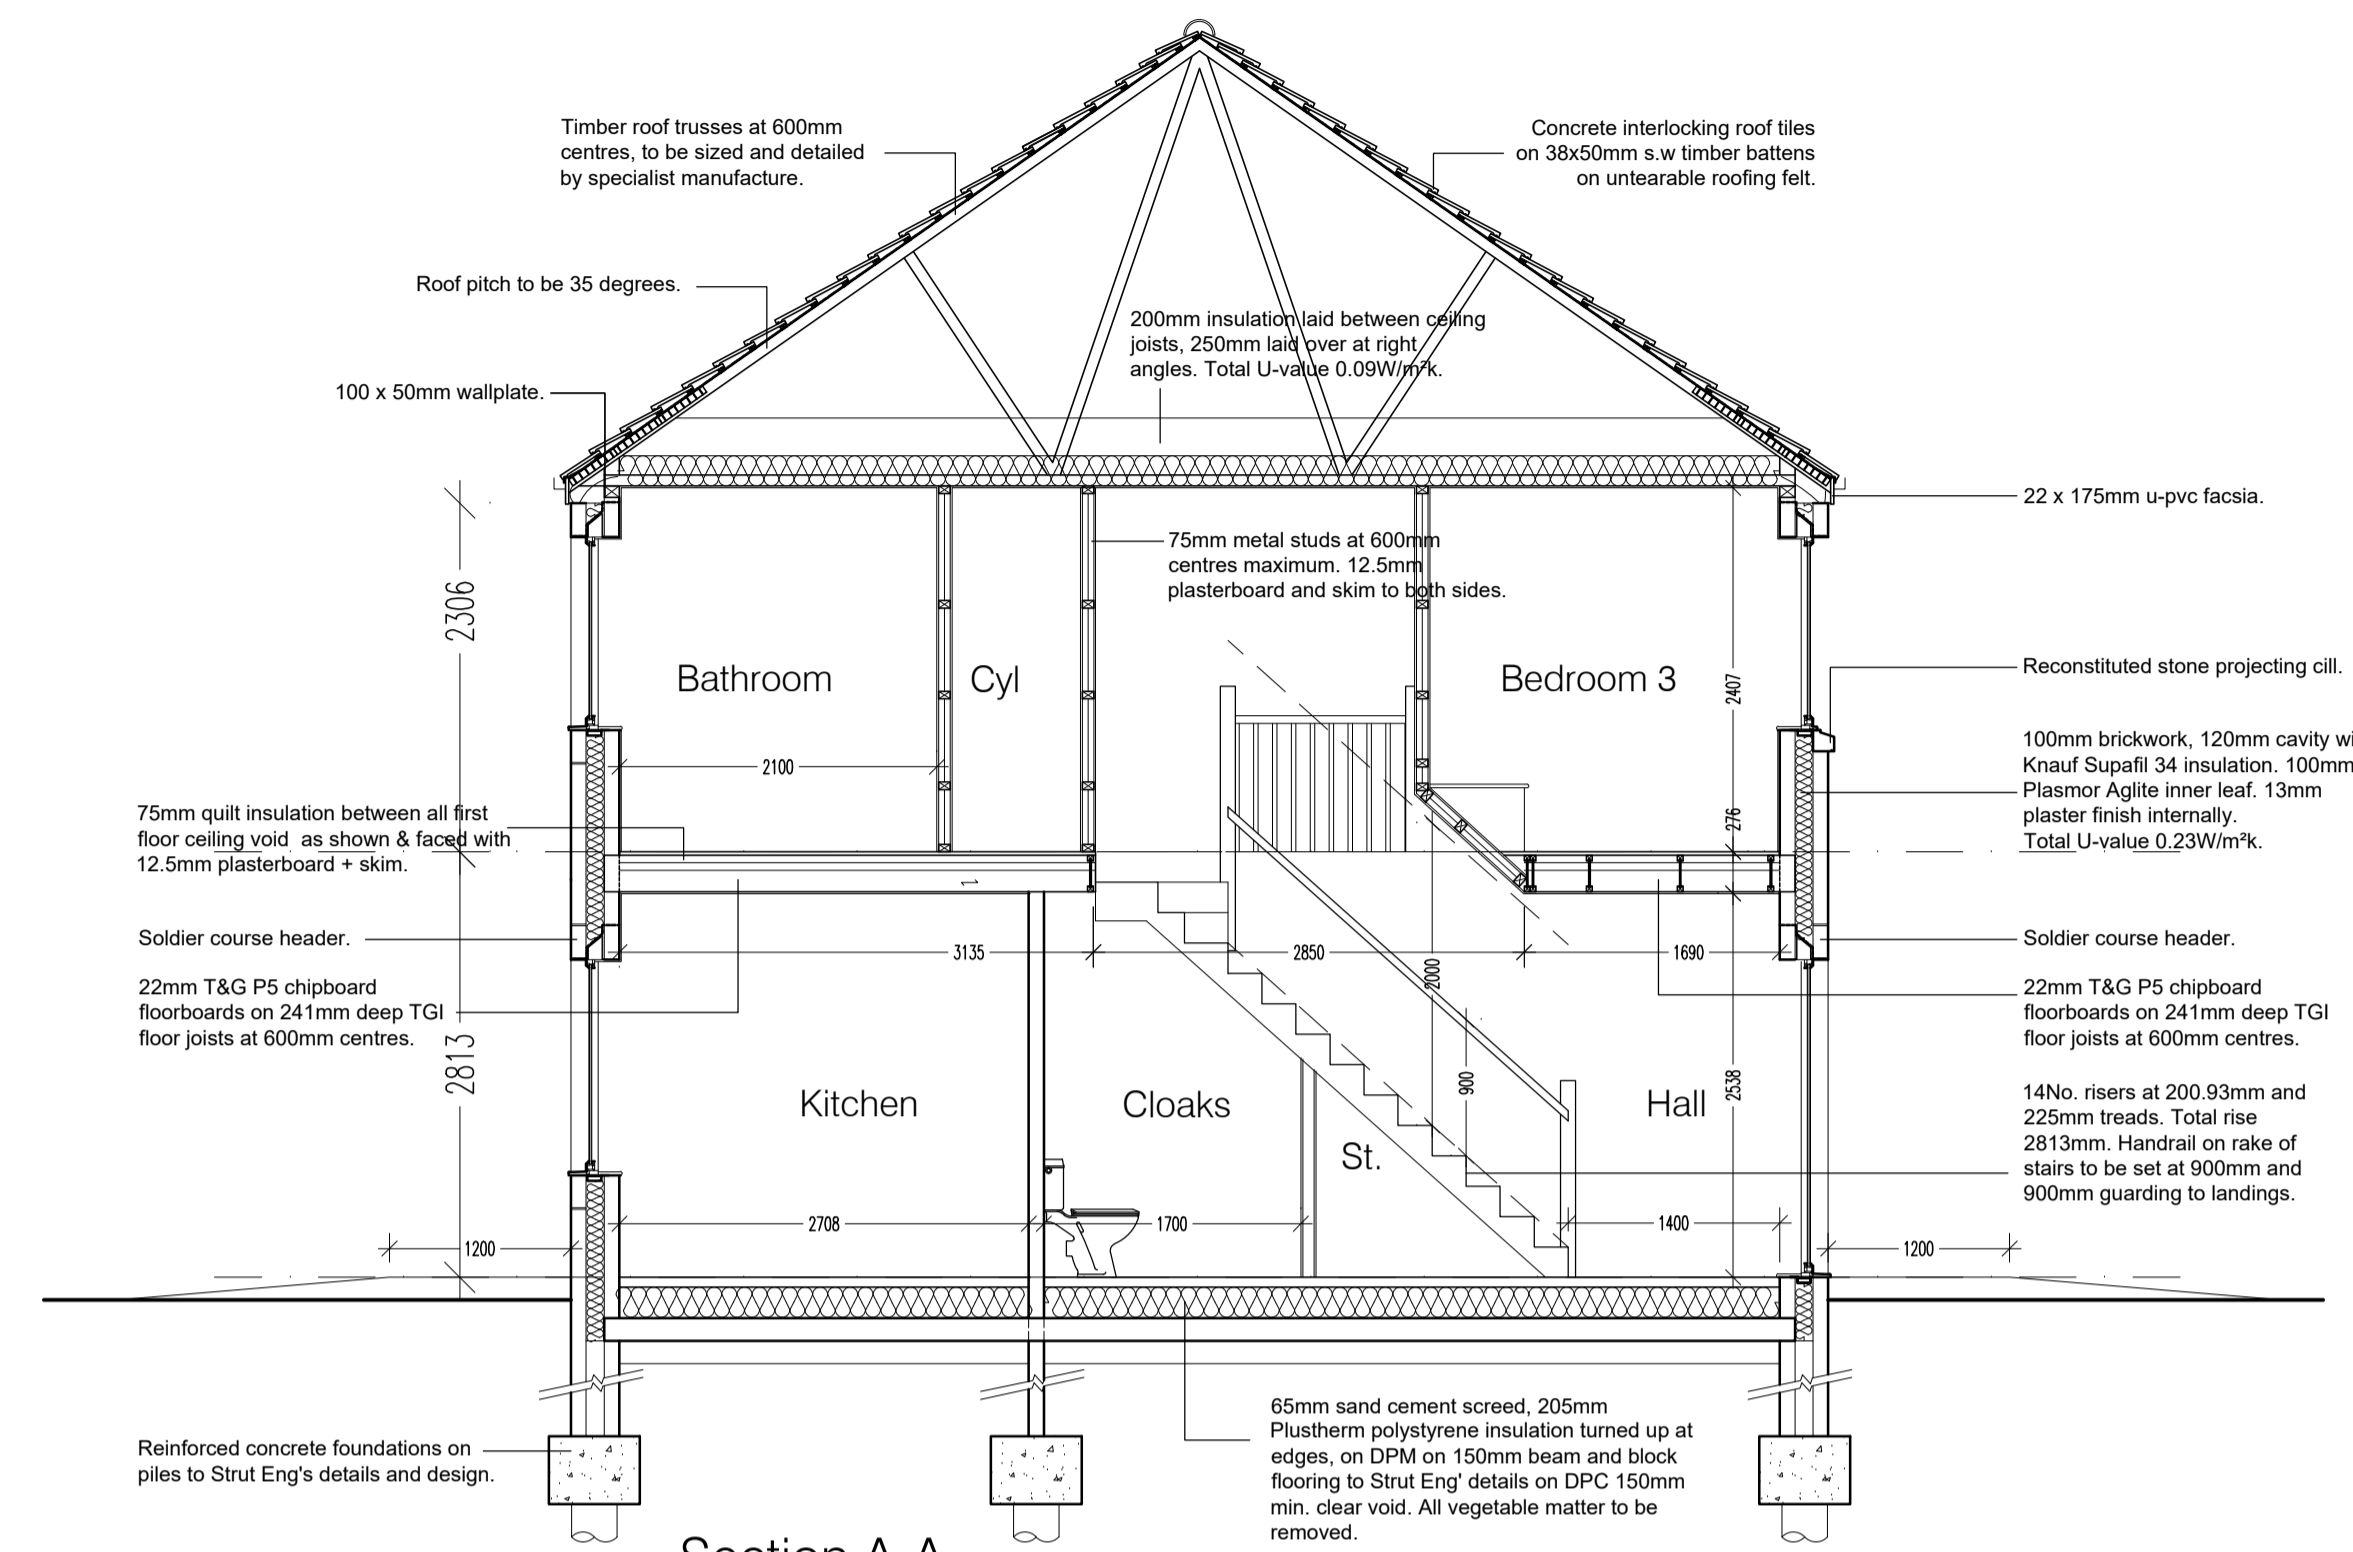 Timber roof trusses at 600mm
centres, to be sized and detailed
by specialist manufacture.
Concrete interlocking roof tiles
on 38x50mm s.w timber battens
on untearable roofing felt.
Roof pitch to be 35 degrees.
200mm insulation laid between ceiling
joists, 250mm laid over at right
angles. Total U-value 0.09W/m²k.
100 x 50mm wallplate.
22 x 175mm u-pvc facsia.
75mm metal studs at 600mm
centres maximum. 12.5mm
plasterboard and skim to both sides.
2306
Bathroom
Cyl
Bedroom 3
2407
Reconstituted stone projecting cill.
2100
100mm brickwork, 120mm cavity wi
Knauf Supafil 34 insulation. 100mm
Plasmor Aglite inner leaf. 13mm
plaster finish internally.
Total U-value 0.23W/m²k.
75mm quilt insulation between all first
floor ceiling void as shown & faced with
12.5mm plasterboard + skim.
276
1
Soldier course header.
3135
2850
1690
2000
Soldier course header.
22mm T&G P5 chipboard
floorboards on 241mm deep TGI
floor joists at 600mm centres.
22mm T&G P5 chipboard
floorboards on 241mm deep TGI
floor joists at 600mm centres.
2813
Kitchen
Cloaks
St.
900
Hall
2538
14No. risers at 200.93mm and
225mm treads. Total rise
2813mm. Handrail on rake of
stairs to be set at 900mm and
900mm guarding to landings.
2708
1700
1400
1200
1200
65mm sand cement screed, 205mm
Plustherm polystyrene insulation turned up at
edges, on DPM on 150mm beam and block
flooring to Strut Eng' details on DPC 150mm
min. clear void. All vegetable matter to be
removed.
Reinforced concrete foundations on
piles to Strut Eng's details and design.
Section A-A